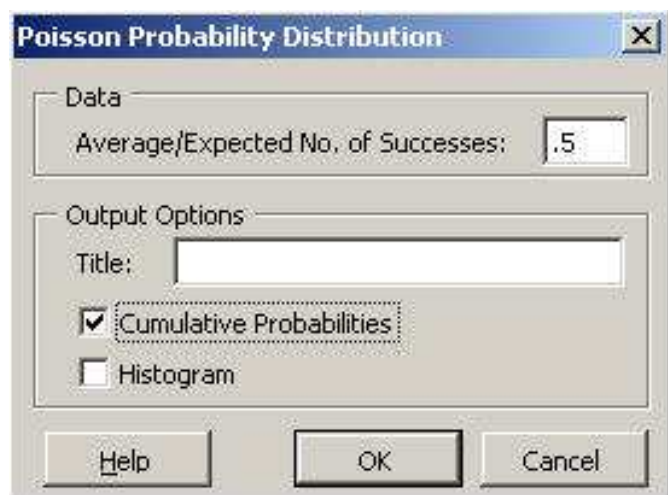 Poisson Probability Distribution
Data
Average/Expected No. of Successes: .5
Output Options
Title:
Cumulative Probabilities
Histogram
Help OK Cancel